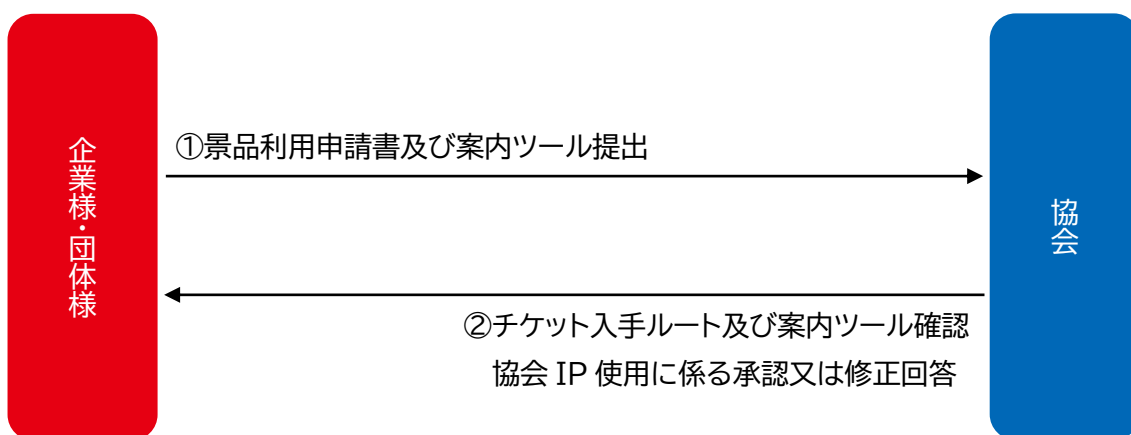 企業様・団体様
①景品利用申請書及び案内ツール提出
②チケット入手ルート及び案内ツール確認
協会 IP 使用に係る承認又は修正回答
協会